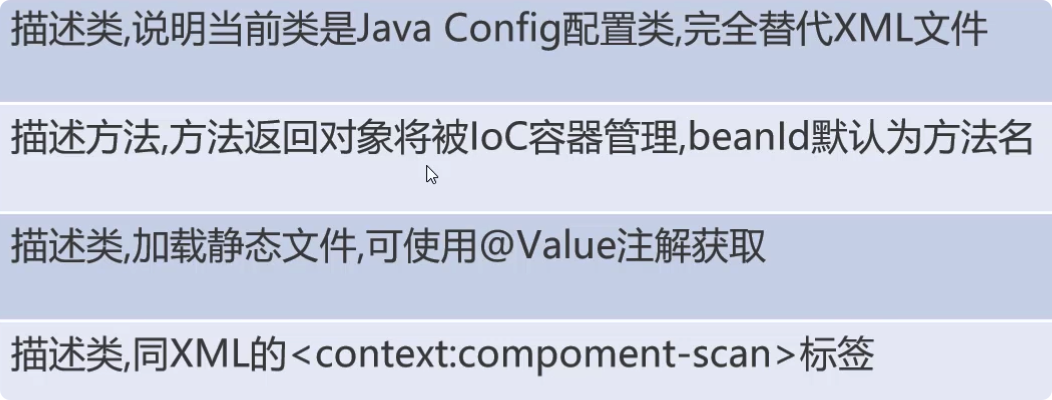 描述类,说明当前类是Java Config配置类,完全替代XML文件
描述方法,方法返回对象将被IoC容器管理,beanId默认为方法名
描述类,加载静态文件,可使用@Value注解获取
描述类,同XML的<context:compoment-scan>标签